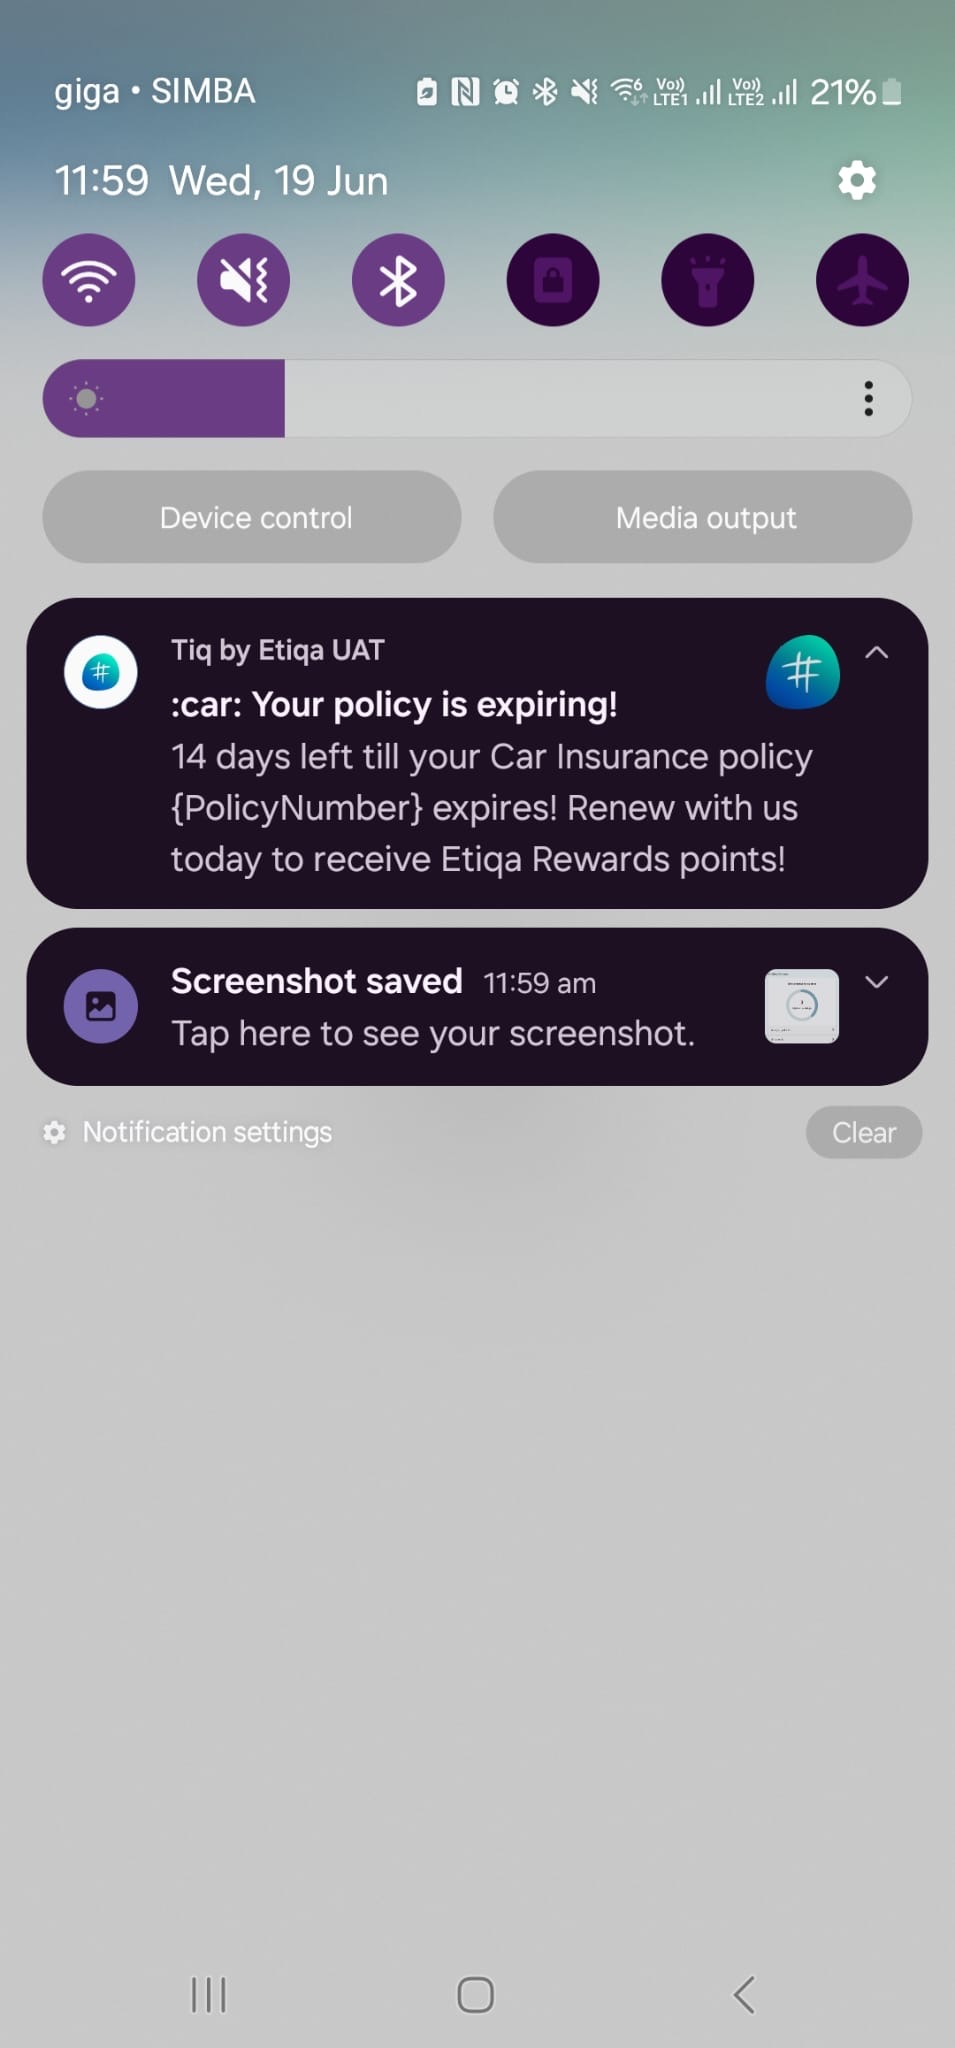 giga • SIMBA
Vo)) LTE1 Vo)) LTE2 21%
11:59 Wed, 19 Jun
Device control
Media output
Tiq by Etiqa UAT
:car: Your policy is expiring!
14 days left till your Car Insurance policy
{PolicyNumber} expires! Renew with us
today to receive Etiqa Rewards points!
Screenshot saved 11:59 am
Tap here to see your screenshot.
Notification settings
Clear